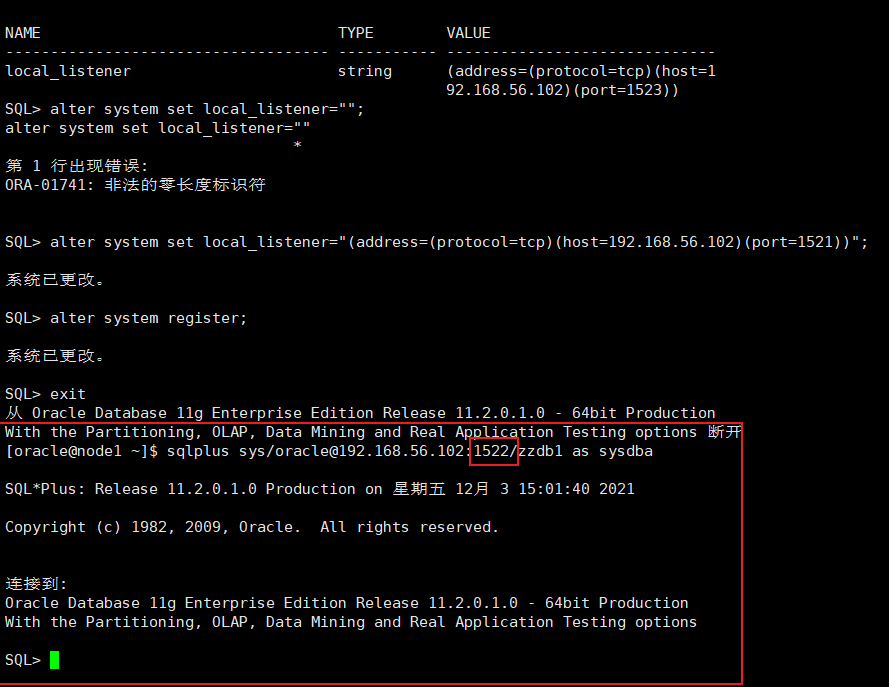 NAME                                 TYPE        VALUE
------------------------------------ ----------- ------------------------------
local_listener                       string      (address=(protocol=tcp)(host=1
                                                 92.168.56.102)(port=1523))
SQL> alter system set local_listener="";
alter system set local_listener=""
                                *
第 1 行出现错误:
ORA-01741: 非法的零长度标识符
SQL> alter system set local_listener="(address=(protocol=tcp)(host=192.168.56.102)(port=1521))";
系统已更改。
SQL> alter system register;
系统已更改。
SQL> exit
从 Oracle Database 11g Enterprise Edition Release 11.2.0.1.0 - 64bit Production
With the Partitioning, OLAP, Data Mining and Real Application Testing options 断开
[oracle@node1 ~]$ sqlplus sys/oracle@192.168.56.102:1522/zzdb1 as sysdba
SQL*Plus: Release 11.2.0.1.0 Production on 星期五 12月 3 15:01:40 2021
Copyright (c) 1982, 2009, Oracle.  All rights reserved.
连接到:
Oracle Database 11g Enterprise Edition Release 11.2.0.1.0 - 64bit Production
With the Partitioning, OLAP, Data Mining and Real Application Testing options
SQL>